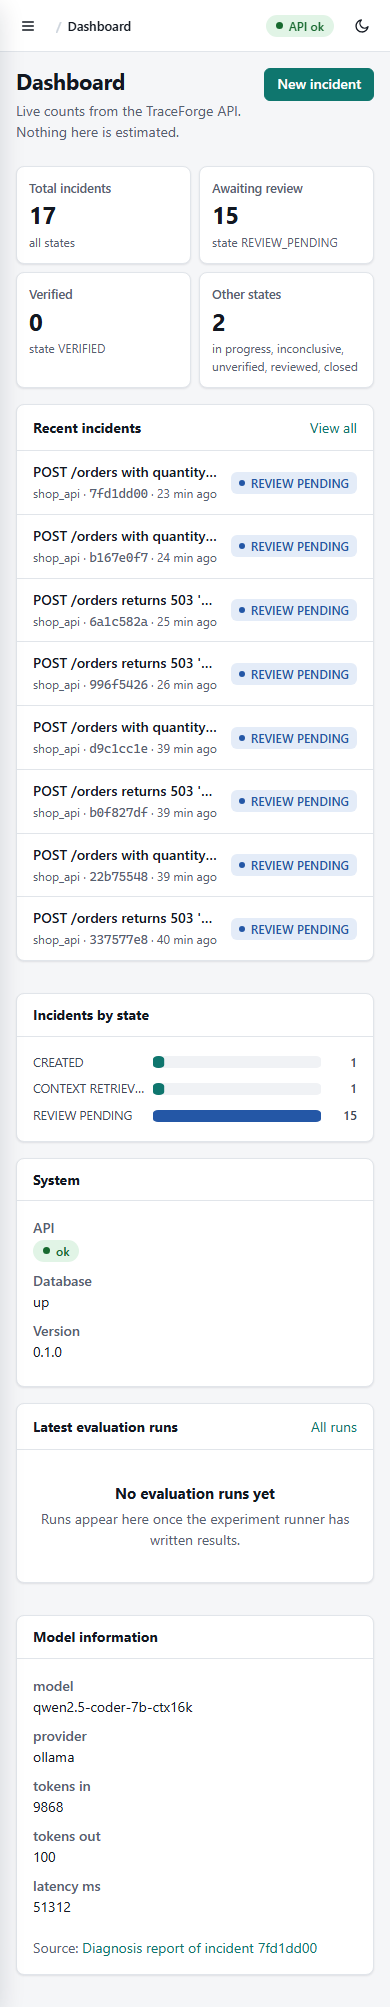 / Dashboard
API ok
Dashboard
New incident
Live counts from the TraceForge API.
Nothing here is estimated.
Total incidents
17
all states
Awaiting review
15
state REVIEW_PENDING
Verified
0
state VERIFIED
Other states
2
in progress, inconclusive,
unverified, reviewed, closed
Recent incidents
View all
POST /orders with quantity...
shop_api · 7fd1dd00 · 23 min ago
REVIEW PENDING
POST /orders with quantity...
shop_api · b167e0f7 · 24 min ago
REVIEW PENDING
POST /orders returns 503 '...
shop_api · 6a1c582a · 25 min ago
REVIEW PENDING
POST /orders returns 503 '...
shop_api · 996f5426 · 26 min ago
REVIEW PENDING
POST /orders with quantity...
shop_api · d9c1cc1e · 39 min ago
REVIEW PENDING
POST /orders returns 503 '...
shop_api · b0f827df · 39 min ago
REVIEW PENDING
POST /orders with quantity...
shop_api · 22b75548 · 39 min ago
REVIEW PENDING
POST /orders returns 503 '...
shop_api · 337577e8 · 40 min ago
REVIEW PENDING
Incidents by state
CREATED 1
CONTEXT RETRIEV... 1
REVIEW PENDING 15
System
API
ok
Database
up
Version
0.1.0
Latest evaluation runs
All runs
No evaluation runs yet
Runs appear here once the experiment runner has
written results.
Model information
model
qwen2.5-coder-7b-ctx16k
provider
ollama
tokens in
9868
tokens out
100
latency ms
51312
Source: Diagnosis report of incident 7fd1dd00